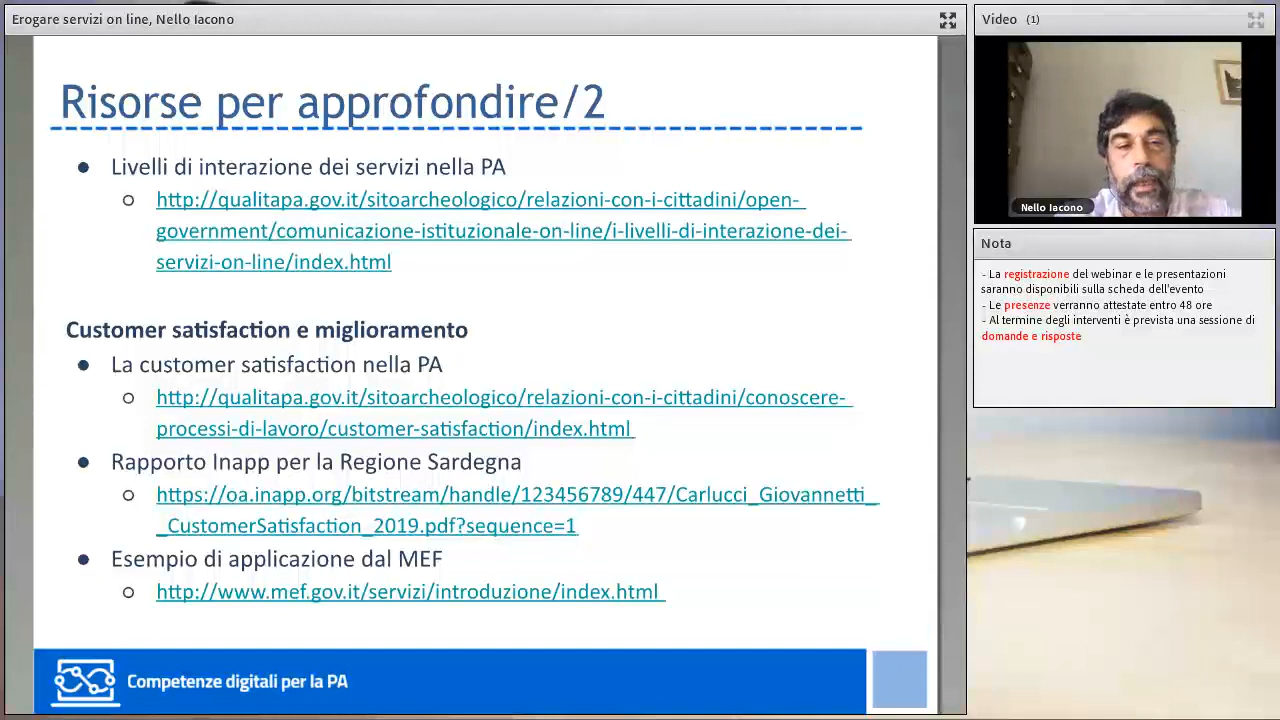 Erogare servizi on line, Nello Iacono
Risorse per approfondire/2
● Livelli di interazione dei servizi nella PA
○ http://qualitapa.gov.it/sitoarcheologico/relazioni-con-i-cittadini/open-
government/comunicazione-istituzionale-on-line/i-livelli-di-interazione-dei-
servizi-on-line/index.html
Customer satisfaction e miglioramento
● La customer satisfaction nella PA
○ http://qualitapa.gov.it/sitoarcheologico/relazioni-con-i-cittadini/conoscere-
processi-di-lavoro/customer-satisfaction/index.html
● Rapporto Inapp per la Regione Sardegna
○ https://oa.inapp.org/bitstream/handle/123456789/447/Carlucci_Giovannetti_
_CustomerSatisfaction_2019.pdf?sequence=1
● Esempio di applicazione dal MEF
○ http://www.mef.gov.it/servizi/introduzione/index.html
Competenze digitali per la PA
Video (1)
Nello Iacono
Nota
- La registrazione del webinar e le presentazioni
saranno disponibili sulla scheda dell'evento
- Le presenze verranno attestate entro 48 ore
- Al termine degli interventi è prevista una sessione di
domande e risposte